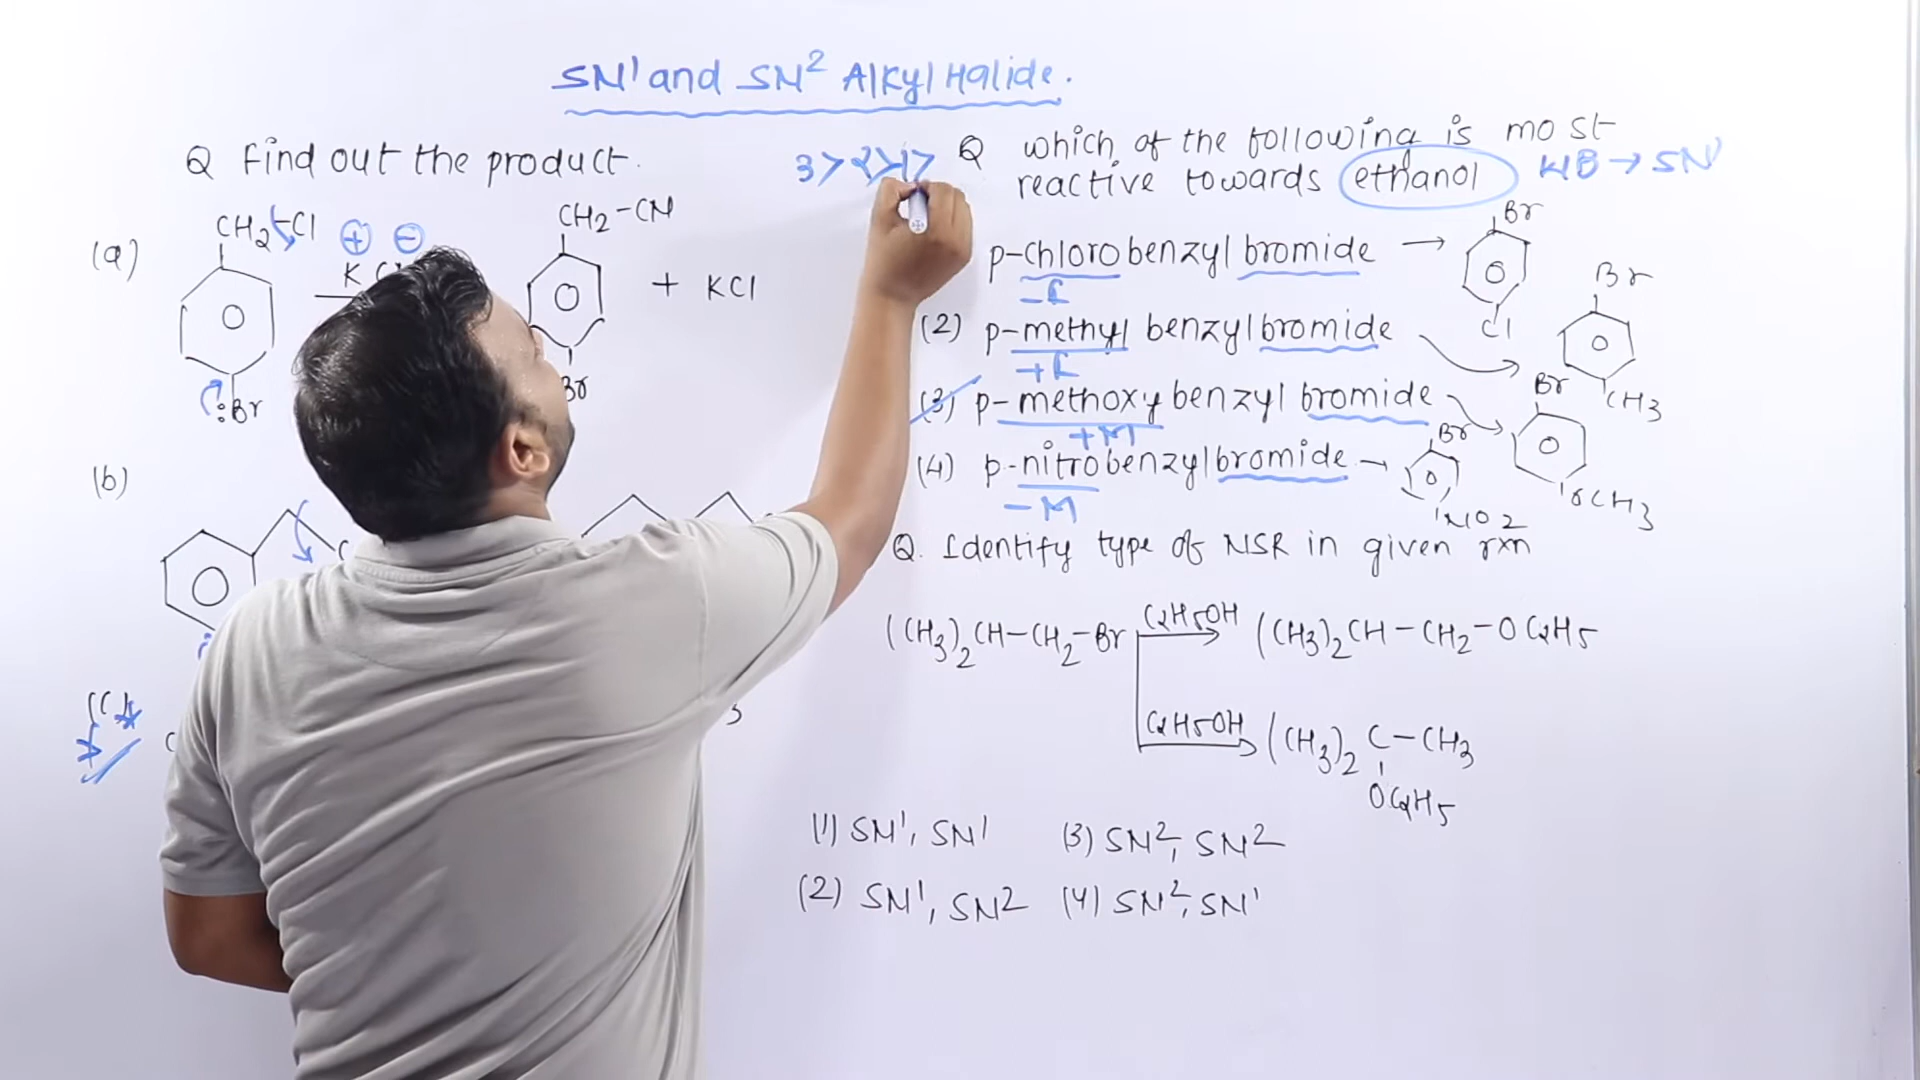 SN1 and SN2 Alkyl Halide.
Q Find out the product.
(a)
CH2-Cl
⊕ ⊖
K C
Br
CH2-CN
Br
+ KCl
(b)
3>2>1>
Q which of the following is most
reactive towards ethanol
→ SN1
p-chlorobenzyl bromide →
-I
(2) p-methyl benzyl bromide
+I
(3) p-methoxy benzyl bromide
+M
(4) p-nitrobenzyl bromide →
-M
Br
Cl
Br
CH3
Br
OCH3
Br
NO2
Q. Identify type of NSR in given rxn
(CH3)2CH-CH2-Br
C2H5OH
(CH3)2CH-CH2-OC2H5
C2H5OH
(CH3)2 C-CH3
OC2H5
(1) SN1, SN1
(3) SN2, SN2
(2) SN1, SN2
(4) SN2, SN1